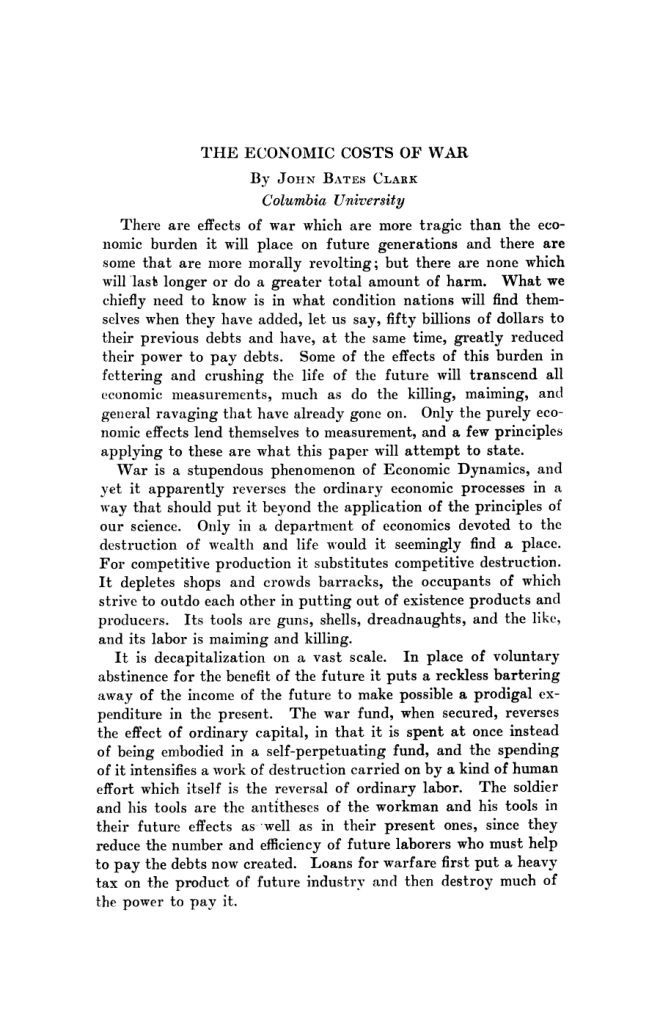 THE ECONOMIC COSTS OF WAR
By John Bates Clark
Columbia University
There are effects of war which are more tragic than the eco-
nomic burden it will place on future generations and there are
some that are more morally revolting; but there are none which
will last longer or do a greater total amount of harm. What we
chiefly need to know is in what condition nations will find them-
selves when they have added, let us say, fifty billions of dollars to
their previous debts and have, at the same time, greatly reduced
their power to pay debts. Some of the effects of this burden in
fettering and crushing the life of the future will transcend all
economic measurements, much as do the killing, maiming, and
general ravaging that have already gone on. Only the purely eco-
nomic effects lend themselves to measurement, and a few principles
applying to these are what this paper will attempt to state.
War is a stupendous phenomenon of Economic Dynamics, and
yet it apparently reverses the ordinary economic processes in a
way that should put it beyond the application of the principles of
our science. Only in a department of economics devoted to the
destruction of wealth and life would it seemingly find a place.
For competitive production it substitutes competitive destruction.
It depletes shops and crowds barracks, the occupants of which
strive to outdo each other in putting out of existence products and
producers. Its tools are guns, shells, dreadnaughts, and the like,
and its labor is maiming and killing.
It is decapitalization on a vast scale. In place of voluntary
abstinence for the benefit of the future it puts a reckless bartering
away of the income of the future to make possible a prodigal ex-
penditure in the present. The war fund, when secured, reverses
the effect of ordinary capital, in that it is spent at once instead
of being embodied in a self-perpetuating fund, and the spending
of it intensifies a work of destruction carried on by a kind of human
effort which itself is the reversal of ordinary labor. The soldier
and his tools are the antitheses of the workman and his tools in
their future effects as well as in their present ones, since they
reduce the number and efficiency of future laborers who must help
to pay the debts now created. Loans for warfare first put a heavy
tax on the product of future industry and then destroy much of
the power to pay it.